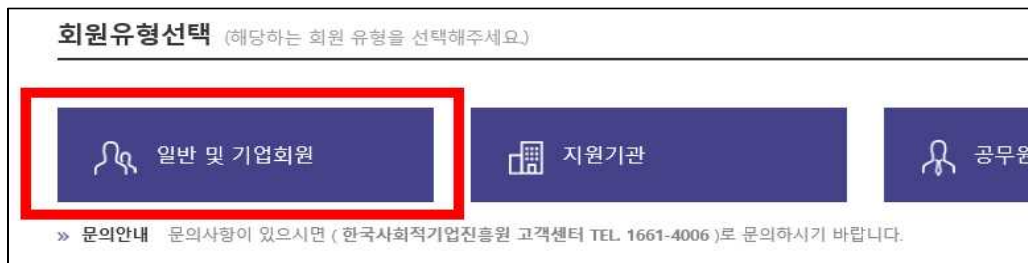 회원유형선택 (해당하는 회원 유형을 선택해주세요.)
일반 및 기업회원 지원기관 공무원
» 문의안내 문의사항이 있으시면 ( 한국사회적기업진흥원 고객센터 TEL. 1661-4006 )로 문의하시기 바랍니다.